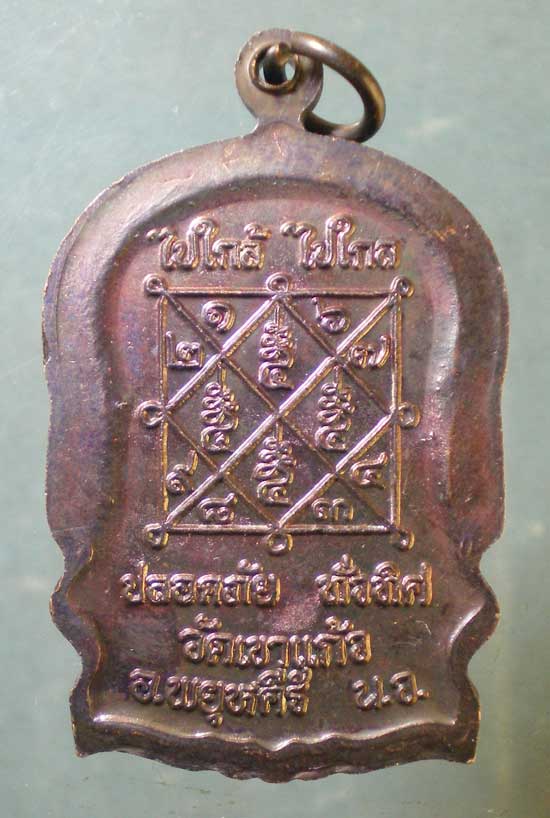 ไปใกล้ ไปใกล
๑ ๖
๒ ๗
๙ ๔
๘ ๓
ปลอดภัย ทั่วทิศ
วัดเขาแก้ว
อ.พยุหคีรี น.ว.